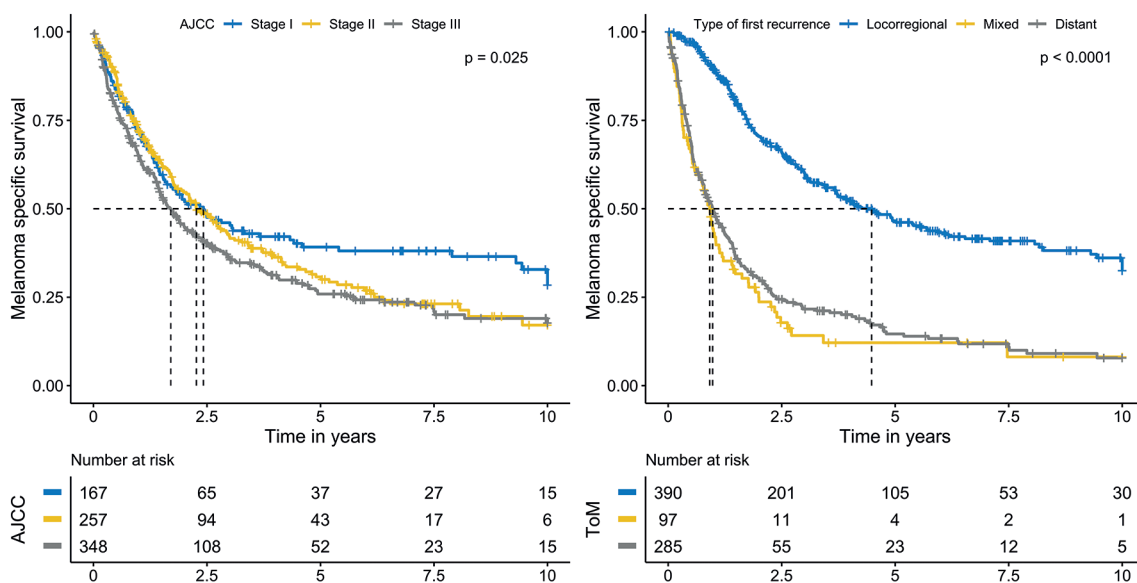 AJCC Stage I Stage II Stage III
p = 0.025
Melanoma specific survival
1.00
0.75
0.50
0.25
0.00
0 2.5 5 7.5 10
Time in years
Number at risk
AJCC
167 65 37 27 15
257 94 43 17 6
348 108 52 23 15
0 2.5 5 7.5 10
Type of first recurrence Locorregional Mixed Distant
p < 0.0001
Melanoma specific survival
1.00
0.75
0.50
0.25
0.00
0 2.5 5 7.5 10
Time in years
Number at risk
ToM
390 201 105 53 30
97 11 4 2 1
285 55 23 12 5
0 2.5 5 7.5 10